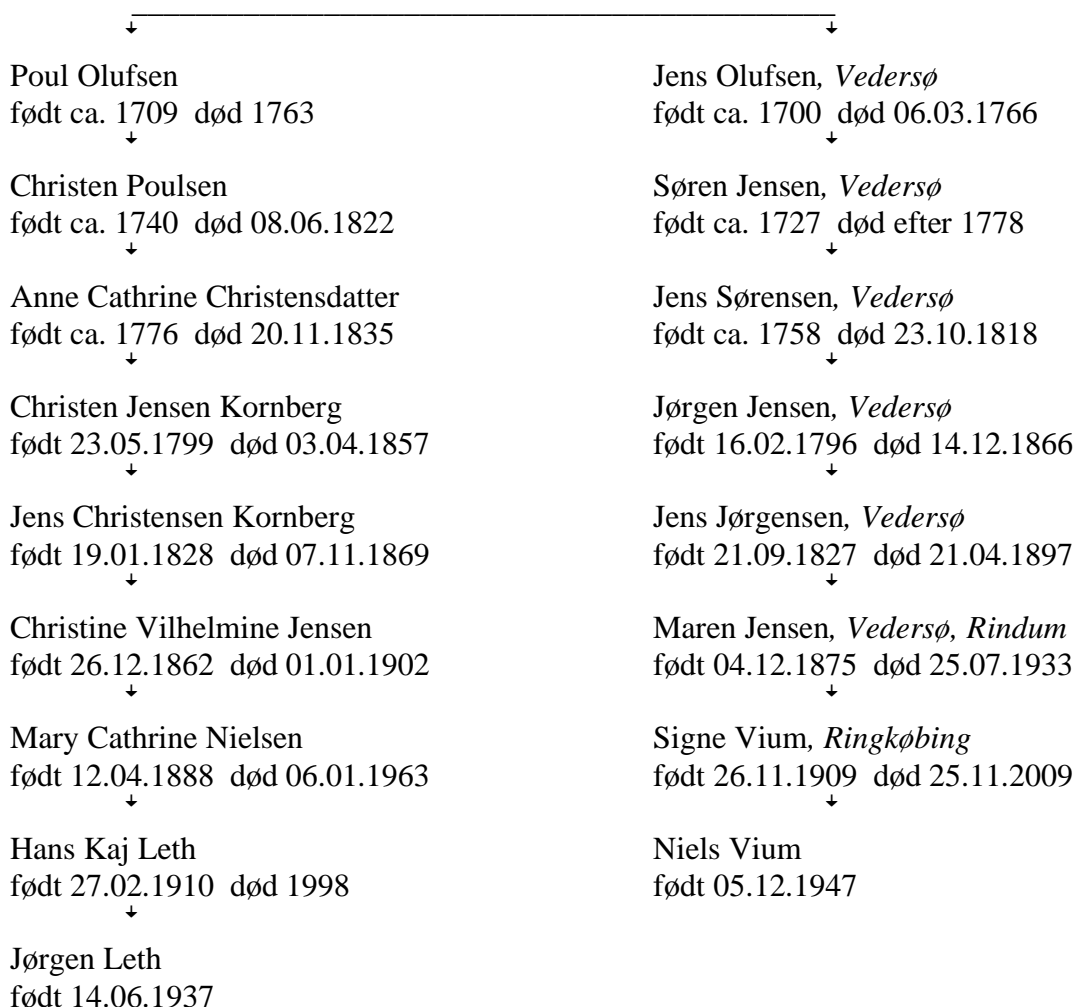 Poul Olufsen
født ca. 1709 død 1763
Christen Poulsen
født ca. 1740 død 08.06.1822
Anne Cathrine Christensdatter
født ca. 1776 død 20.11.1835
Christen Jensen Kornberg
født 23.05.1799 død 03.04.1857
Jens Christensen Kornberg
født 19.01.1828 død 07.11.1869
Christine Vilhelmine Jensen
født 26.12.1862 død 01.01.1902
Mary Cathrine Nielsen
født 12.04.1888 død 06.01.1963
Hans Kaj Leth
født 27.02.1910 død 1998
Jørgen Leth
født 14.06.1937
Jens Olufsen, Vedersø
født ca. 1700 død 06.03.1766
Søren Jensen, Vedersø
født ca. 1727 død efter 1778
Jens Sørensen, Vedersø
født ca. 1758 død 23.10.1818
Jørgen Jensen, Vedersø
født 16.02.1796 død 14.12.1866
Jens Jørgensen, Vedersø
født 21.09.1827 død 21.04.1897
Maren Jensen, Vedersø, Rindum
født 04.12.1875 død 25.07.1933
Signe Vium, Ringkøbing
født 26.11.1909 død 25.11.2009
Niels Vium
født 05.12.1947